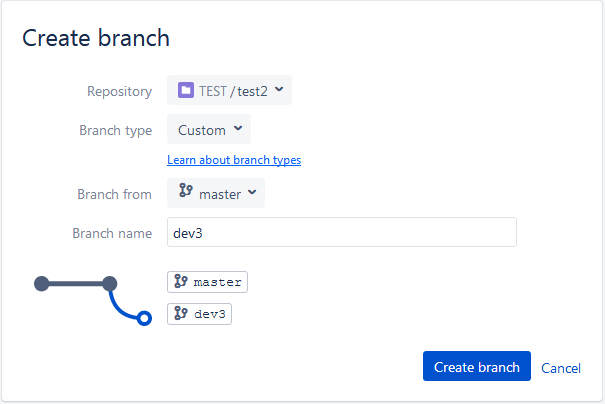 Create branch
Repository TEST / test2
Branch type Custom
Learn about branch types
Branch from master
Branch name dev3
master
dev3
Create branch Cancel